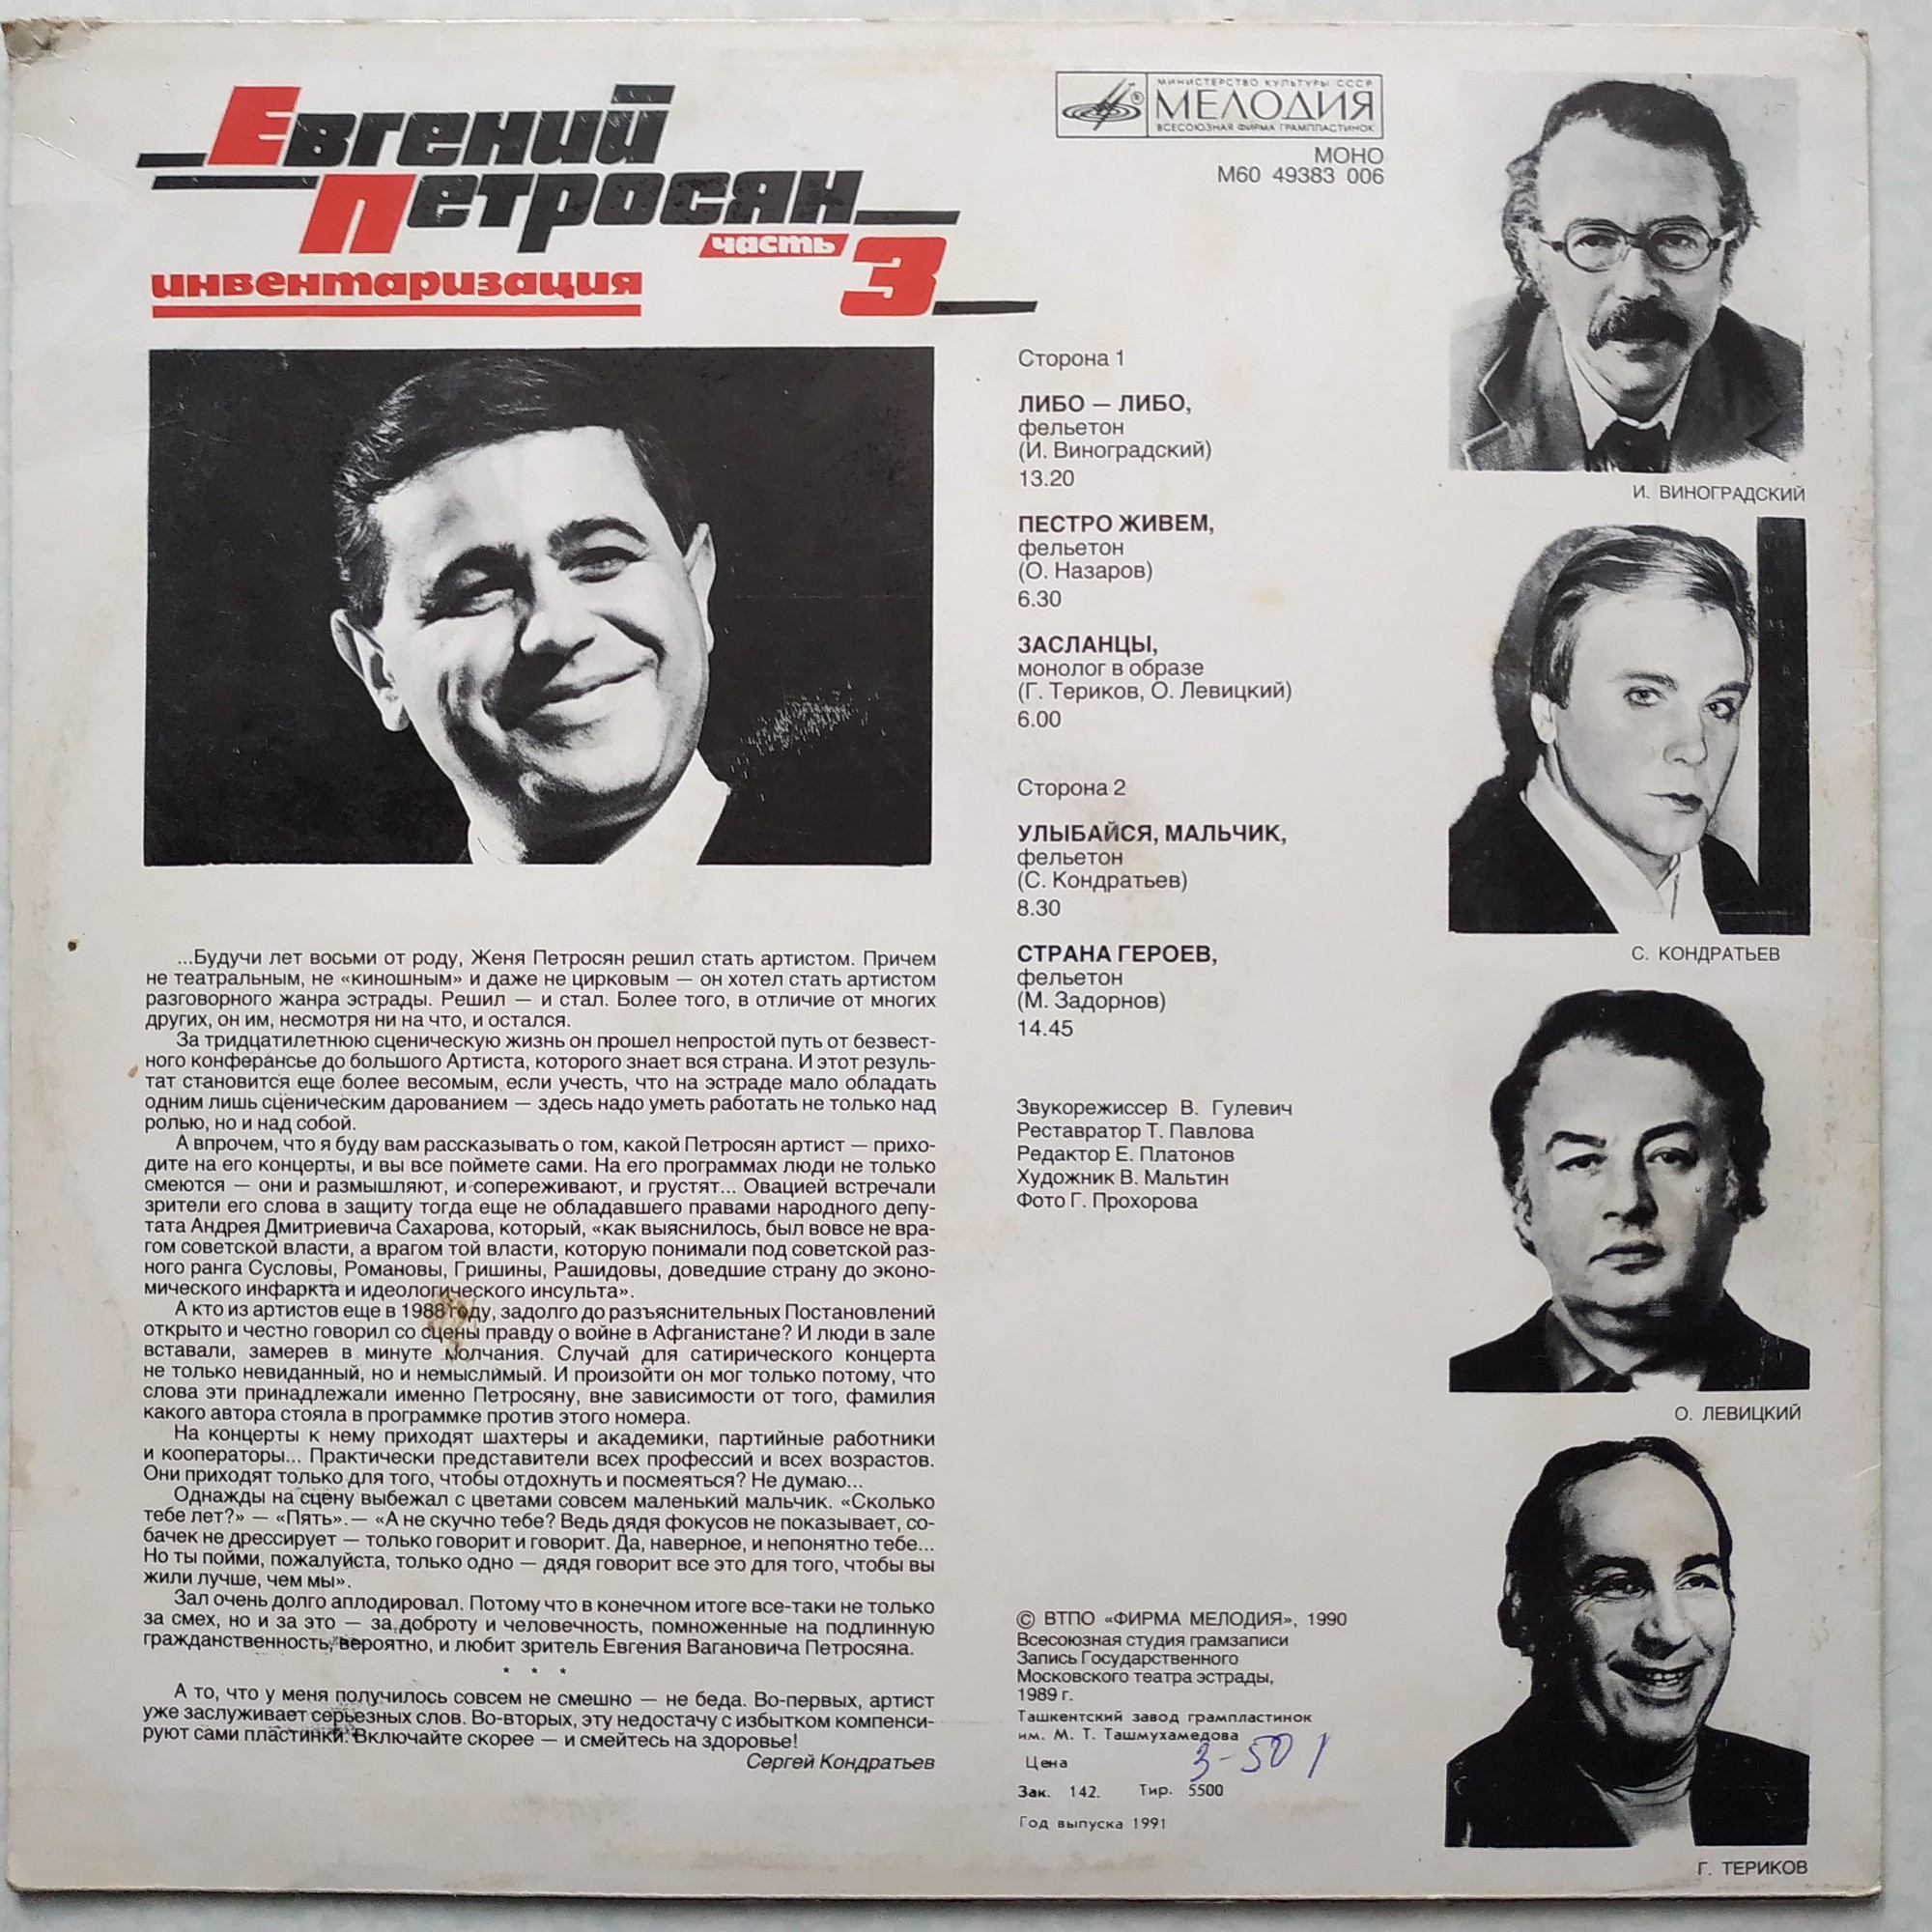 Евгений
Петросян
часть 3
инвентаризация
МИНИСТЕРСТВО КУЛЬТУРЫ СССР
МЕЛОДИЯ
ВСЕСОЮЗНАЯ ФИРМА ГРАМПЛАСТИНОК
МОНО
М60 49383 006
...Будучи лет восьми от роду, Женя Петросян решил стать артистом. Причем
не театральным, не «киношным» и даже не цирковым — он хотел стать артистом
разговорного жанра эстрады. Решил — и стал. Более того, в отличие от многих
других, он им, несмотря ни на что, и остался.
За тридцатилетнюю сценическую жизнь он прошел непростой путь от безвест-
ного конферансье до большого Артиста, которого знает вся страна. И этот резуль-
тат становится еще более весомым, если учесть, что на эстраде мало обладать
одним лишь сценическим дарованием — здесь надо уметь работать не только над
ролью, но и над собой.
А впрочем, что я буду вам рассказывать о том, какой Петросян артист — прихо-
дите на его концерты, и вы все поймете сами. На его программах люди не только
смеются — они и размышляют, и сопереживают, и грустят... Овацией встречали
зрители его слова в защиту тогда еще не обладавшего правами народного депу-
тата Андрея Дмитриевича Сахарова, который, «как выяснилось, был вовсе не вра-
гом советской власти, а врагом той власти, которую понимали под советской раз-
ного ранга Сусловы, Романовы, Гришины, Рашидовы, доведшие страну до эконо-
мического инфаркта и идеологического инсульта».
А кто из артистов еще в 1988 году, задолго до разъяснительных Постановлений
открыто и честно говорил со сцены правду о войне в Афганистане? И люди в зале
вставали, замерев в минуте молчания. Случай для сатирического концерта
не только невиданный, но и немыслимый. И произойти он мог только потому, что
слова эти принадлежали именно Петросяну, вне зависимости от того, фамилия
какого автора стояла в программке против этого номера.
На концерты к нему приходят шахтеры и академики, партийные работники
и кооператоры... Практически представители всех профессий и всех возрастов.
Они приходят только для того, чтобы отдохнуть и посмеяться? Не думаю...
Однажды на сцену выбежал с цветами совсем маленький мальчик. «Сколько
тебе лет?» — «Пять».— «А не скучно тебе? Ведь дядя фокусов не показывает, со-
бачек не дрессирует — только говорит и говорит. Да, наверное, и непонятно тебе...
Но ты пойми, пожалуйста, только одно — дядя говорит все это для того, чтобы вы
жили лучше, чем мы».
Зал очень долго аплодировал. Потому что в конечном итоге все-таки не только
за смех, но и за это — за доброту и человечность, помноженные на подлинную
гражданственность, вероятно, и любит зритель Евгения Вагановича Петросяна.
* * *
А то, что у меня получилось совсем не смешно — не беда. Во-первых, артист
уже заслуживает серьезных слов. Во-вторых, эту недостачу с избытком компенси-
руют сами пластинки. Включайте скорее — и смейтесь на здоровье!
Сергей Кондратьев
Сторона 1
ЛИБО — ЛИБО,
фельетон
(И. Виноградский)
13.20
ПЕСТРО ЖИВЕМ,
фельетон
(О. Назаров)
6.30
ЗАСЛАНЦЫ,
монолог в образе
(Г. Териков, О. Левицкий)
6.00
Сторона 2
УЛЫБАЙСЯ, МАЛЬЧИК,
фельетон
(С. Кондратьев)
8.30
СТРАНА ГЕРОЕВ,
фельетон
(М. Задорнов)
14.45
Звукорежиссер В. Гулевич
Реставратор Т. Павлова
Редактор Е. Платонов
Художник В. Мальтин
Фото Г. Прохорова
© ВТПО «ФИРМА МЕЛОДИЯ», 1990
Всесоюзная студия грамзаписи
Запись Государственного
Московского театра эстрады,
1989 г.
Ташкентский завод грампластинок
им. М. Т. Ташмухамедова
Цена 3-50
Зак. 142. Тир. 5500
Год выпуска 1991
И. ВИНОГРАДСКИЙ
С. КОНДРАТЬЕВ
О. ЛЕВИЦКИЙ
Г. ТЕРИКОВ